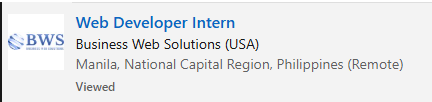 BWS
Web Developer Intern
Business Web Solutions (USA)
Manila, National Capital Region, Philippines (Remote)
Viewed